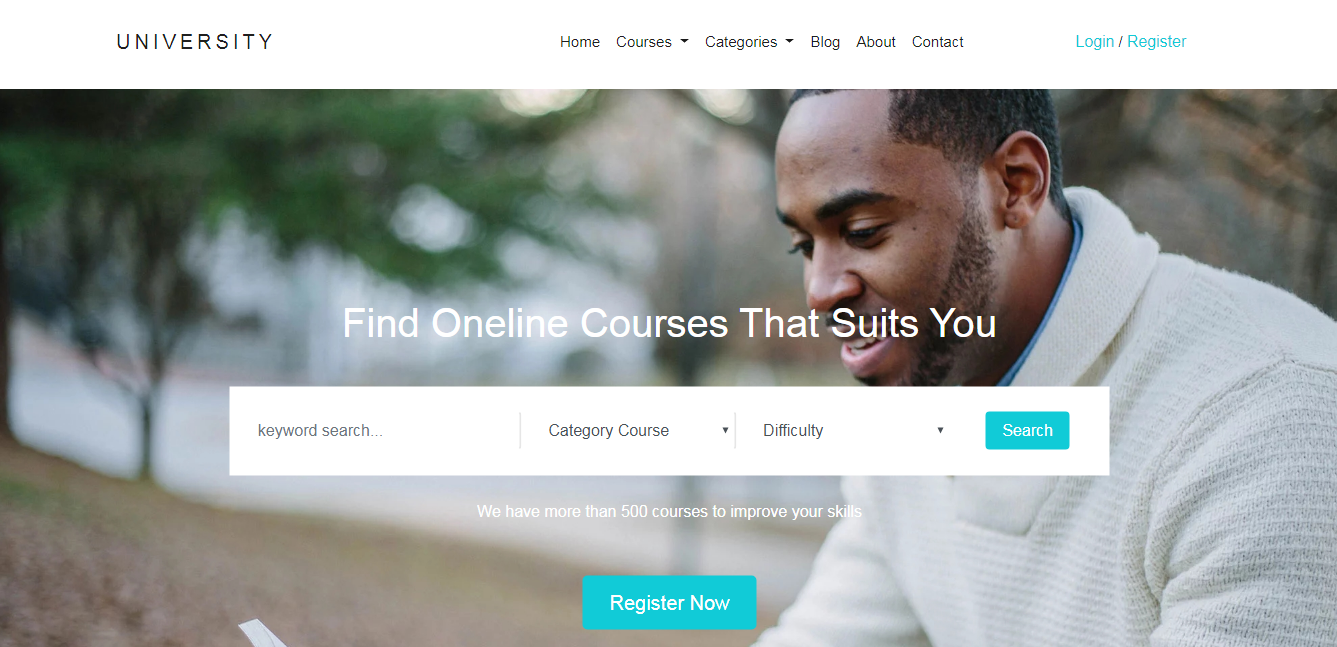 UNIVERSITY
Home Courses Categories Blog About Contact
Login / Register
Find Oneline Courses That Suits You
keyword search...
Category Course
Difficulty
Search
We have more than 500 courses to improve your skills
Register Now